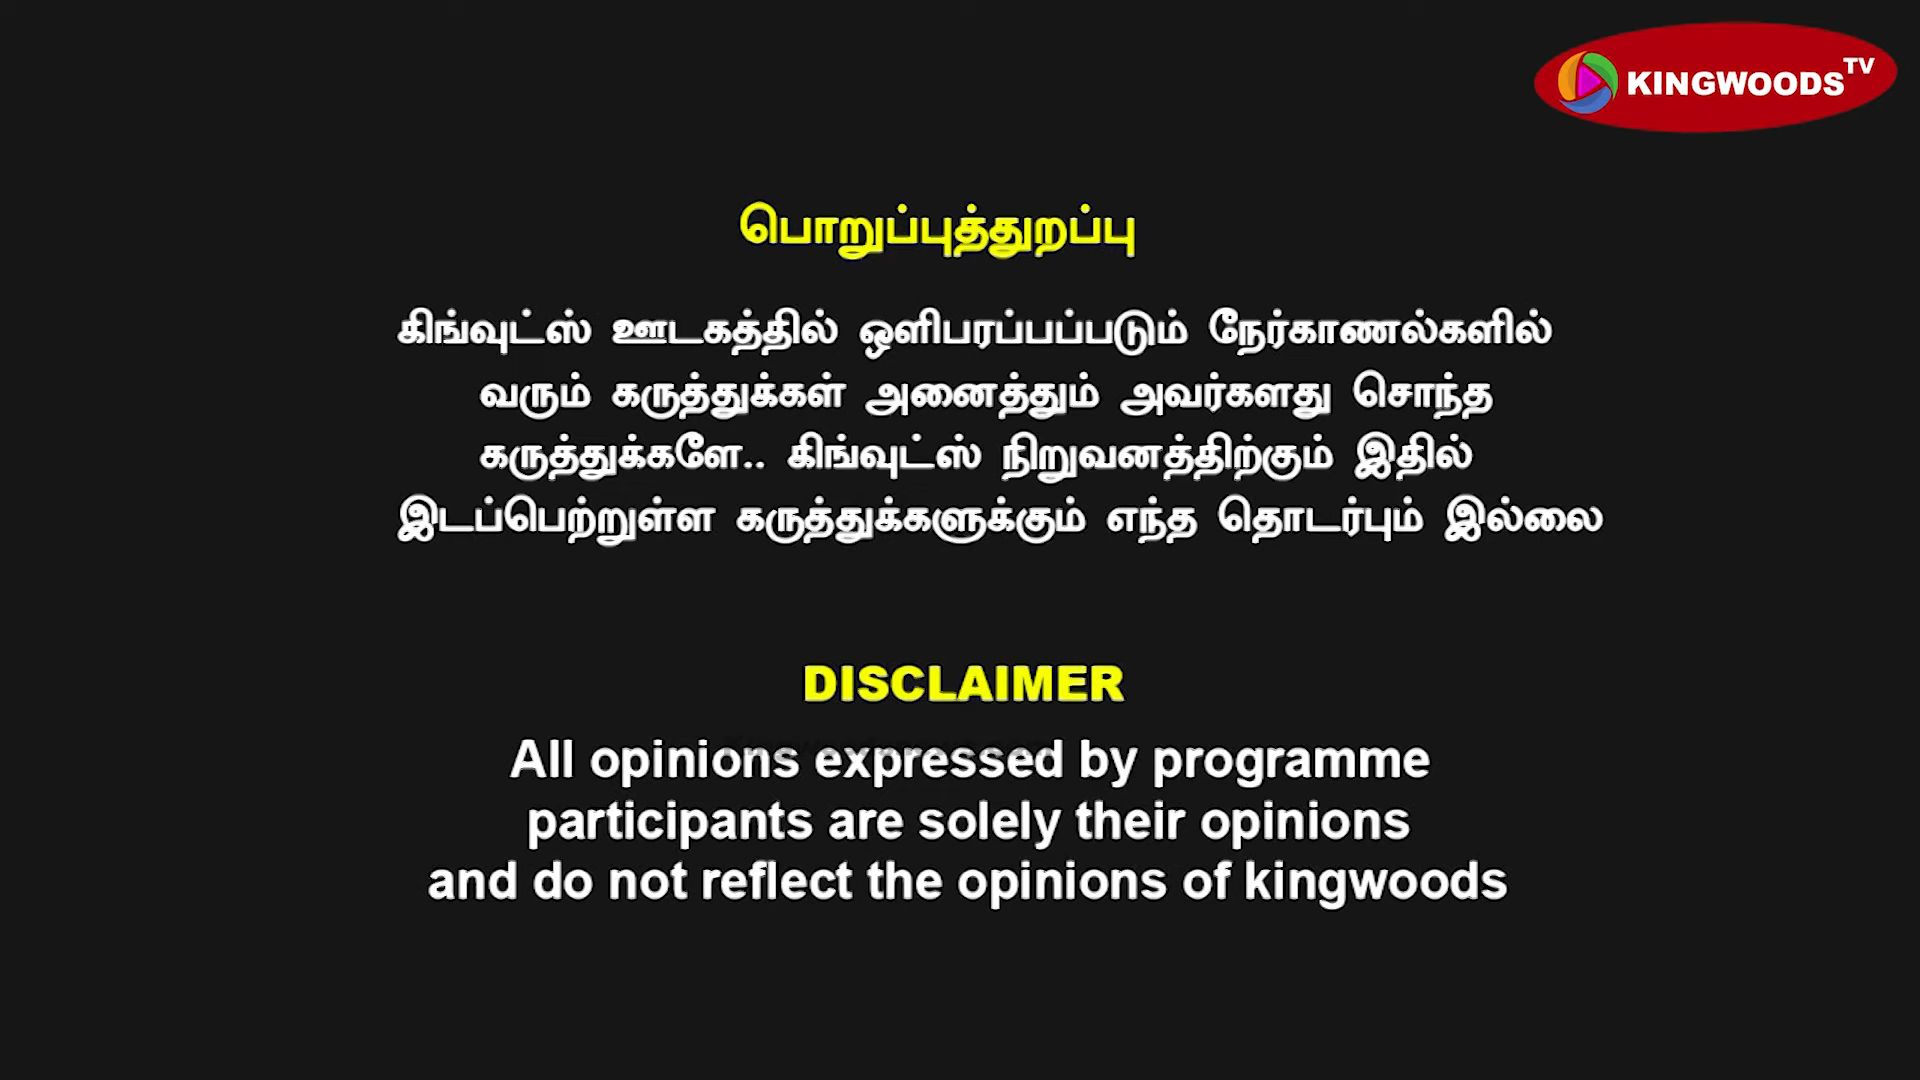 KINGWOODS TV
பொறுப்புத்துறப்பு
கிங்வுட்ஸ் ஊடகத்தில் ஒளிபரப்பப்படும் நேர்காணல்களில்
வரும் கருத்துக்கள் அனைத்தும் அவர்களது சொந்த
கருத்துக்களே.. கிங்வுட்ஸ் நிறுவனத்திற்கும் இதில்
இடப்பெற்றுள்ள கருத்துக்களுக்கும் எந்த தொடர்பும் இல்லை
DISCLAIMER
All opinions expressed by programme
participants are solely their opinions
and do not reflect the opinions of kingwoods